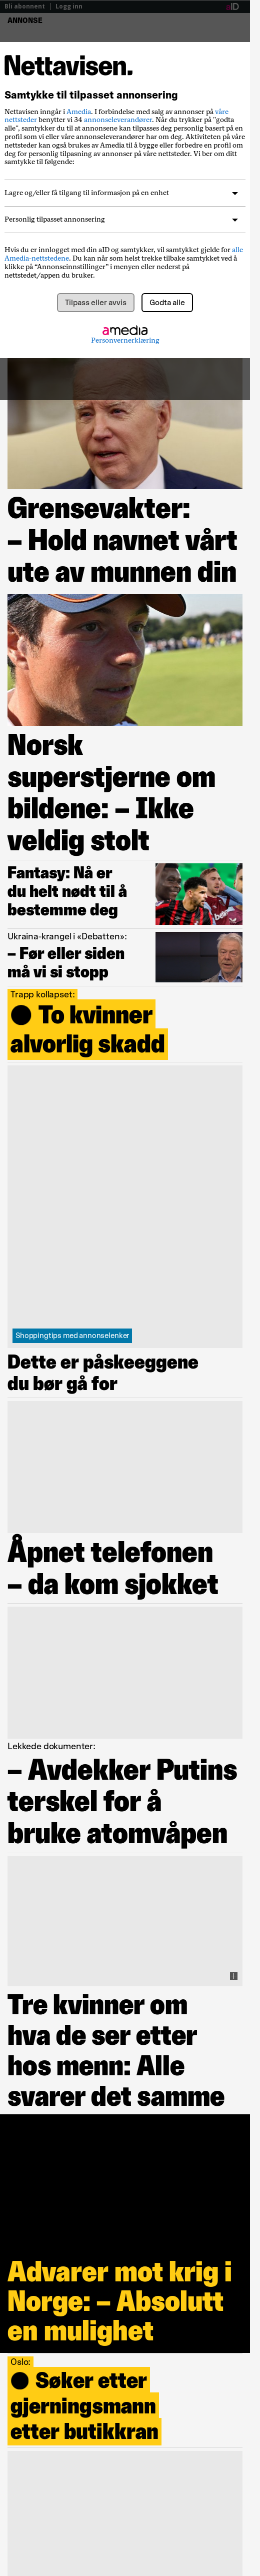 Bli abonnent | Logg inn
aID
ANNONSE
Nettavisen.
Samtykke til tilpasset annonsering
Nettavisen inngår i Amedia. I forbindelse med salg av annonser på våre
nettsteder benytter vi 34 annonseleverandører. Når du trykker på "godta
alle", samtykker du til at annonsene kan tilpasses deg personlig basert på en
profil som vi eller våre annonseleverandører har om deg. Aktiviteten på våre
nettsteder kan også brukes av Amedia til å bygge eller forbedre en profil om
deg for personlig tilpasning av annonser på våre nettsteder. Vi ber om ditt
samtykke til følgende:
Lagre og/eller få tilgang til informasjon på en enhet
Personlig tilpasset annonsering
Hvis du er innlogget med din aID og samtykker, vil samtykket gjelde for alle
Amedia-nettstedene. Du kan når som helst trekke tilbake samtykket ved å
klikke på “Annonseinnstillinger” i menyen eller nederst på
nettstedet/appen du bruker.
Tilpass eller avvis
Godta alle
amedia
Personvernerklæring
Grensevakter:
– Hold navnet vårt
ute av munnen din
Norsk
superstjerne om
bildene: – Ikke
veldig stolt
Fantasy: Nå er
du helt nødt til å
bestemme deg
Ukraina-krangel i «Debatten»:
– Før eller siden
må vi si stopp
Trapp kollapset:
● To kvinner
alvorlig skadd
Shoppingtips med annonselenker
Dette er påskeeggene
du bør gå for
Åpnet telefonen
– da kom sjokket
Lekkede dokumenter:
– Avdekker Putins
terskel for å
bruke atomvåpen
Tre kvinner om
hva de ser etter
hos menn: Alle
svarer det samme
Advarer mot krig i
Norge: – Absolutt
en mulighet
Oslo:
● Søker etter
gjerningsmann
etter butikkran